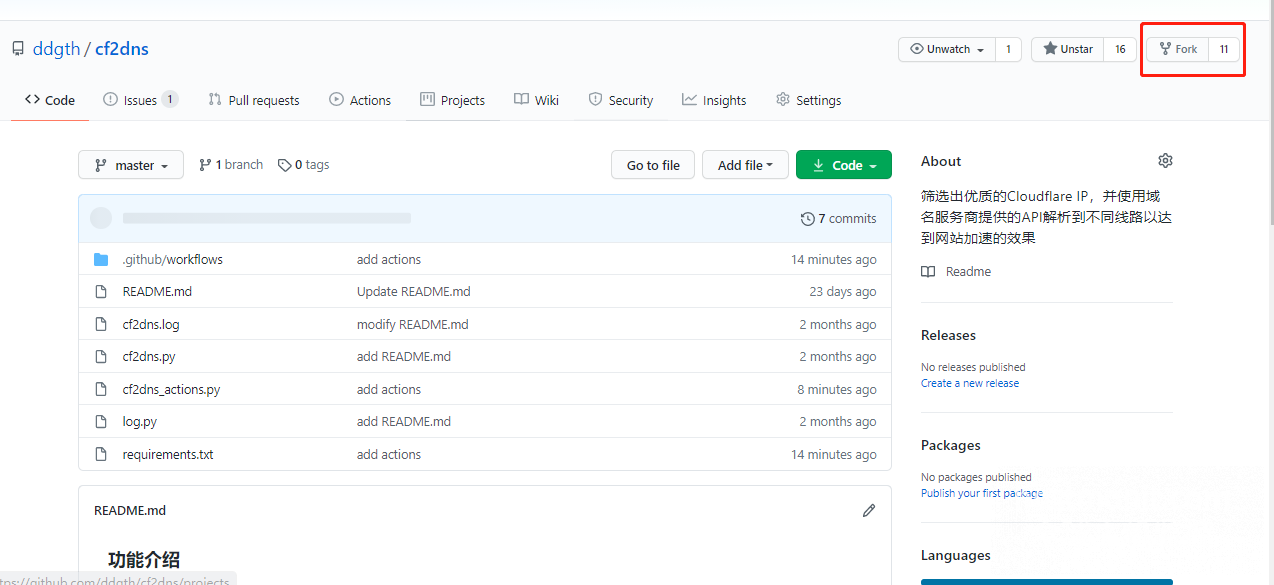 ddgth / cf2dns
Unwatch 1 Unstar 16 Fork 11
Code Issues 1 Pull requests Actions Projects Wiki Security Insights Settings
master 1 branch 0 tags Go to file Add file Code
7 commits
.github/workflows add actions 14 minutes ago
README.md Update README.md 23 days ago
cf2dns.log modify README.md 2 months ago
cf2dns.py add README.md 2 months ago
cf2dns_actions.py add actions 8 minutes ago
log.py add README.md 2 months ago
requirements.txt add actions 14 minutes ago
README.md
功能介绍
About
筛选出优质的Cloudflare IP，并使用域
名服务商提供的API解析到不同线路以达
到网站加速的效果
Readme
Releases
No releases published
Create a new release
Packages
No packages published
Publish your first package
Languages
ttps://github.com/ddgth/cf2dns/projects